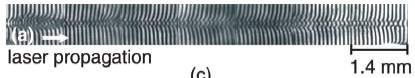 (a)
laser propagation
(c)
1.4 mm